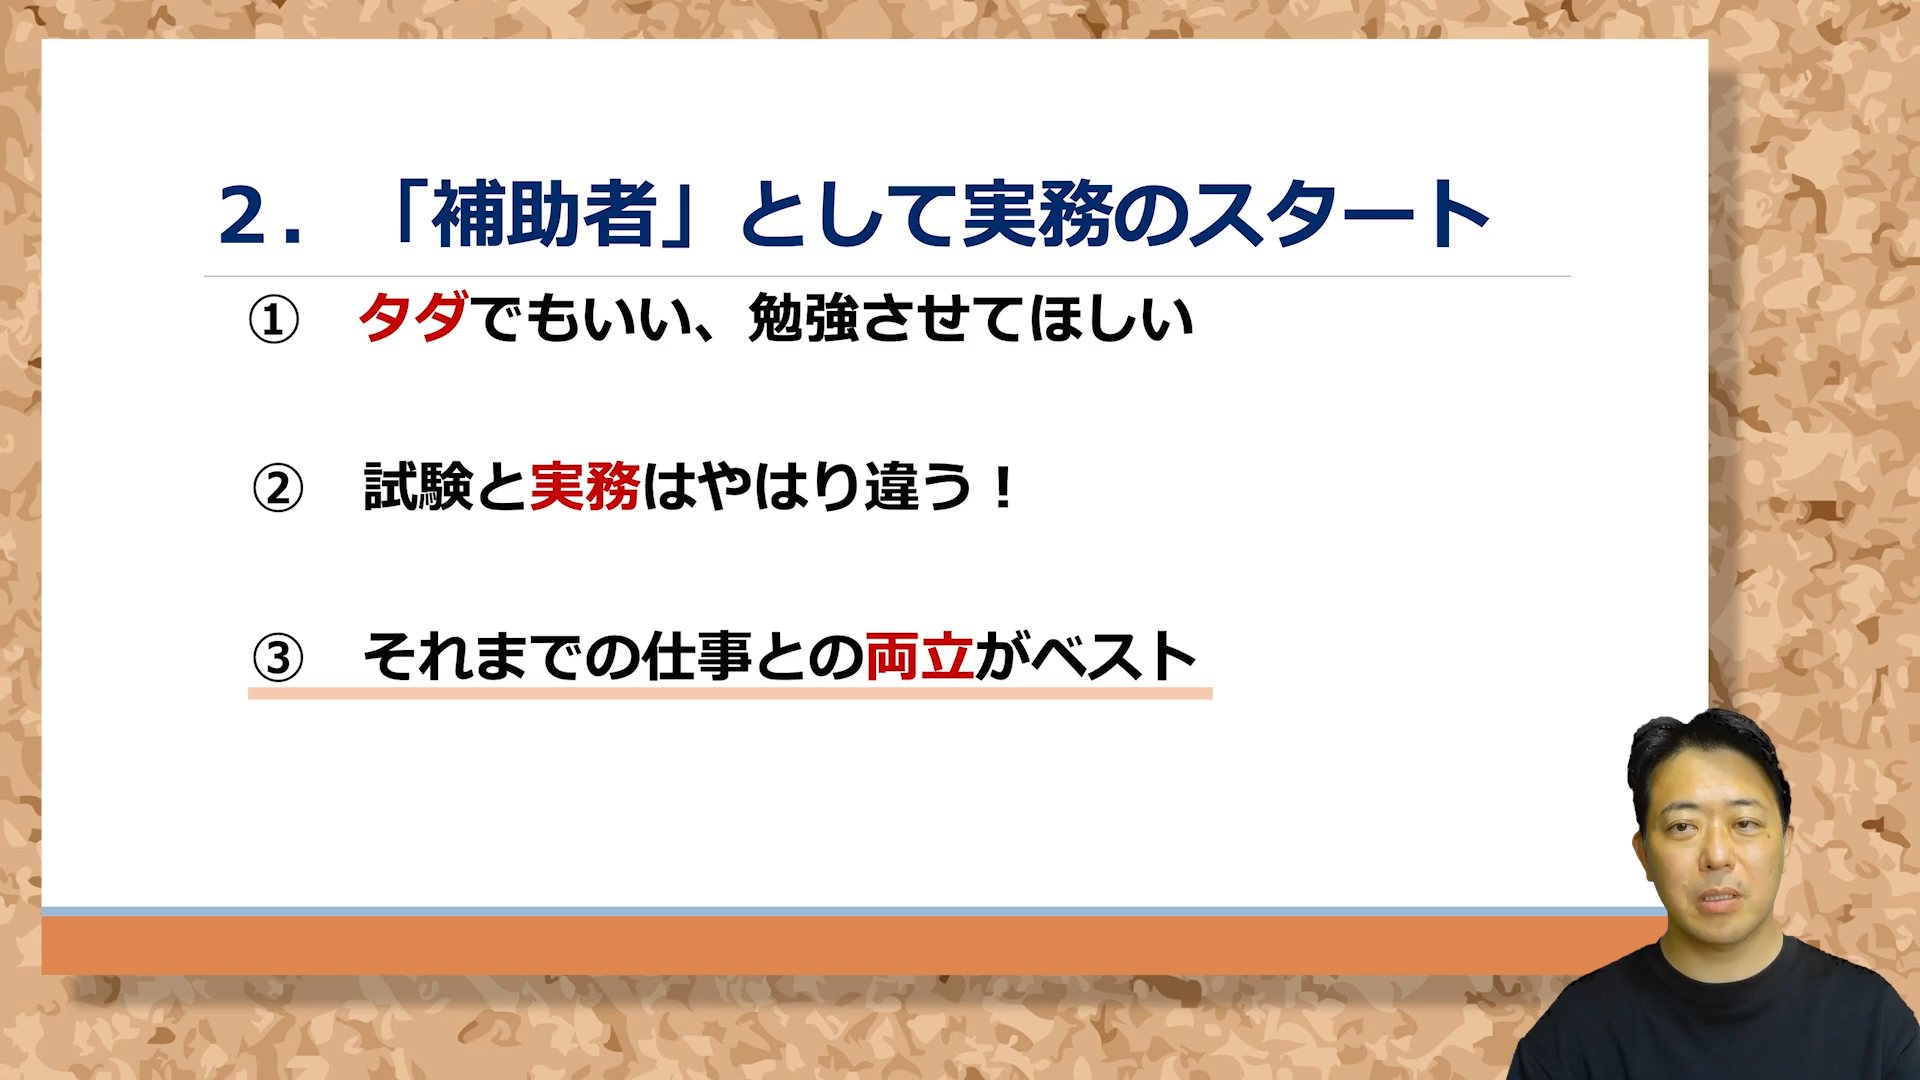 ２．「補助者」として実務のスタート
① タダでもいい、勉強させてほしい
② 試験と実務はやはり違う！
③ それまでの仕事との両立がベスト